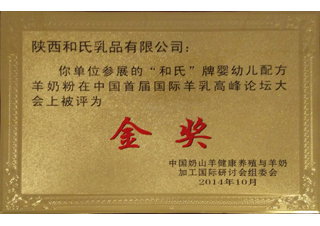 陕西和氏乳品有限公司：
你单位参展的“和氏”牌婴幼儿配方
羊奶粉在中国首届国际羊乳高峰论坛大
会上被评为
金奖
中国奶山羊健康养殖与羊奶
加工国际研讨会组委会
2014年10月